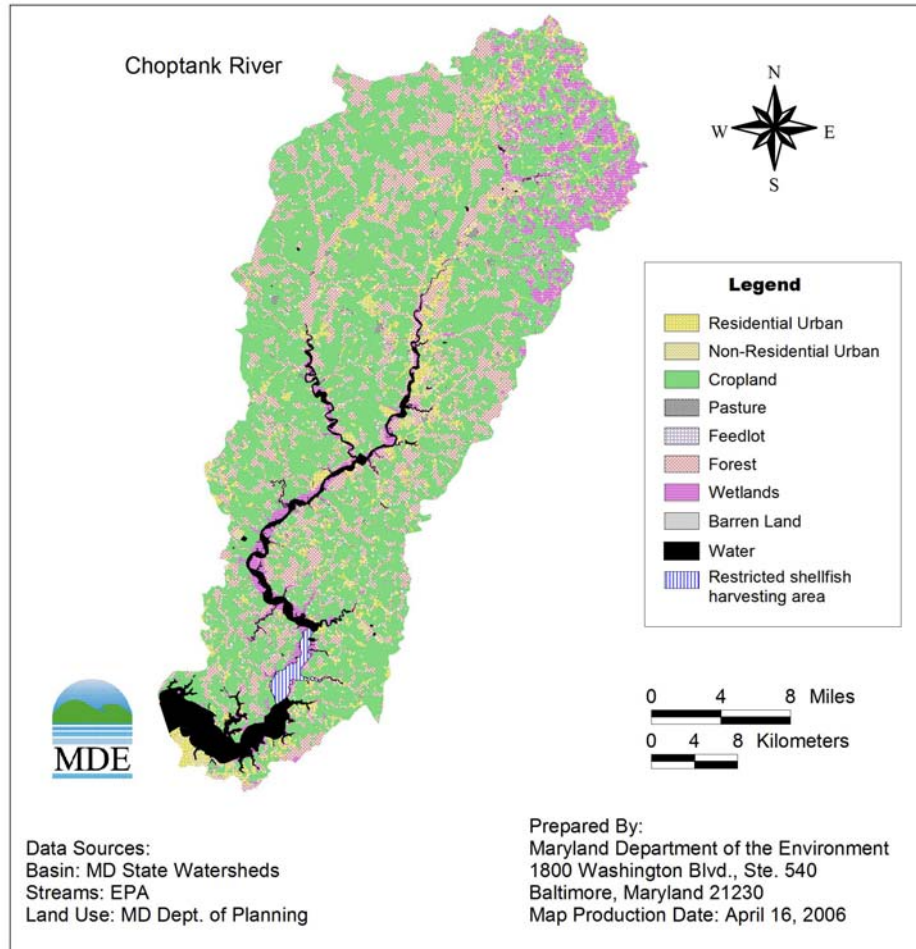 Choptank River
N
W E
S
Legend
Residential Urban
Non-Residential Urban
Cropland
Pasture
Feedlot
Forest
Wetlands
Barren Land
Water
Restricted shellfish
harvesting area
0 4 8 Miles
0 4 8 Kilometers
MDE
Data Sources:
Basin: MD State Watersheds
Streams: EPA
Land Use: MD Dept. of Planning
Prepared By:
Maryland Department of the Environment
1800 Washington Blvd., Ste. 540
Baltimore, Maryland 21230
Map Production Date: April 16, 2006